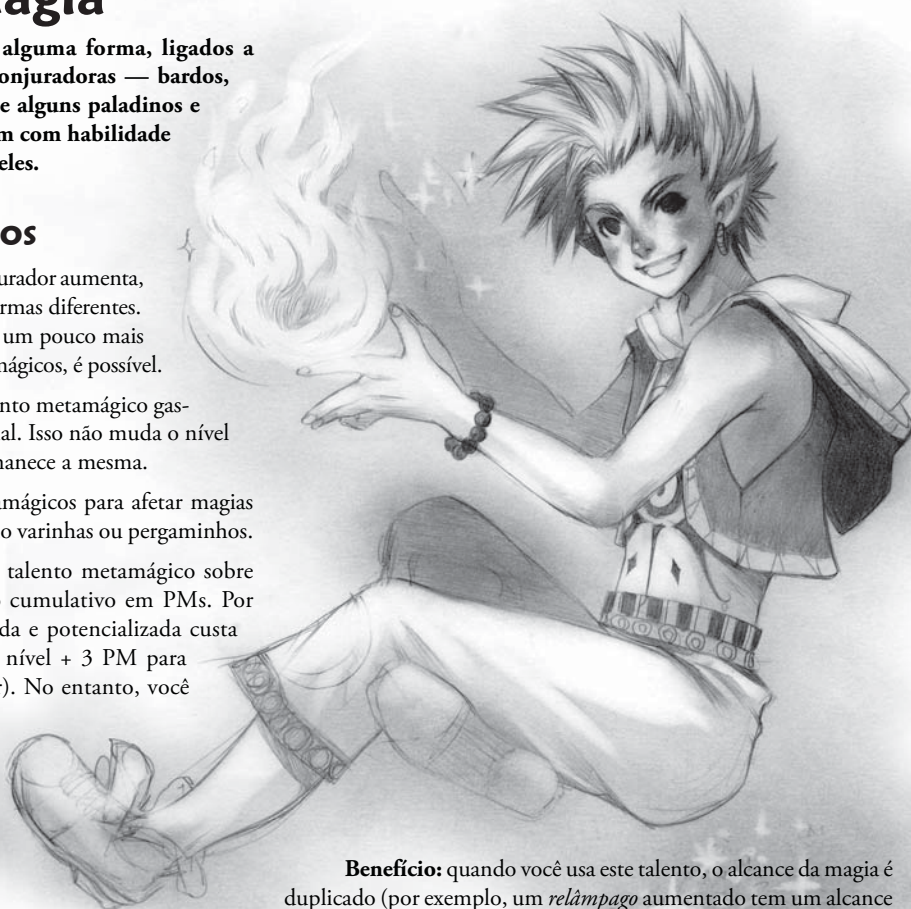 alguma forma, ligados a
onjuradoras — bardos,
e alguns paladinos e
m com habilidade
eles.
os
urador aumenta,
rmas diferentes.
um pouco mais
nágicos, é possível.
nto metamágico gas-
al. Isso não muda o nível
nanece a mesma.
amágicos para afetar magias
o varinhas ou pergaminhos.
talento metamágico sobre
cumulativo em PMs. Por
da e potencializada custa
nível + 3 PM para
r). No entanto, você
Benefício: quando você usa este talento, o alcance da magia é
duplicado (por exemplo, um relâmpago aumentado tem um alcance